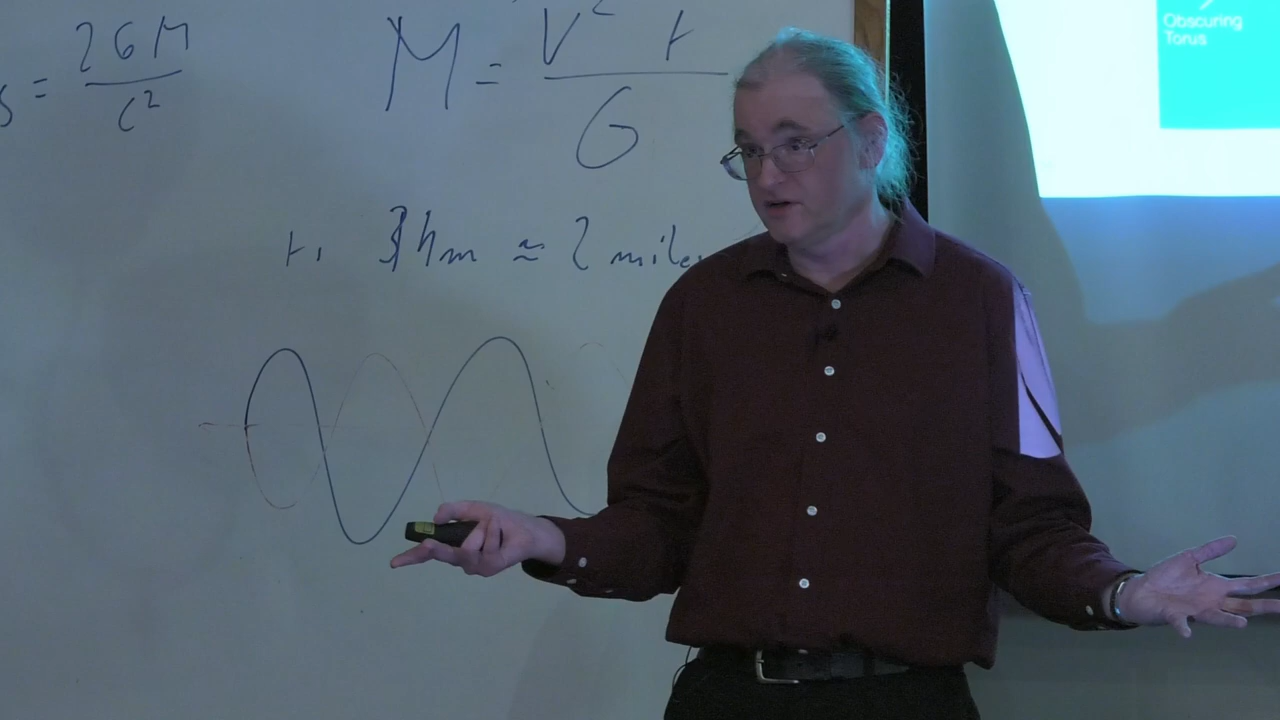 s = 2GM
c²
M = V² r
G
r, 3km ≈ 2 miles
Obscuring
Torus